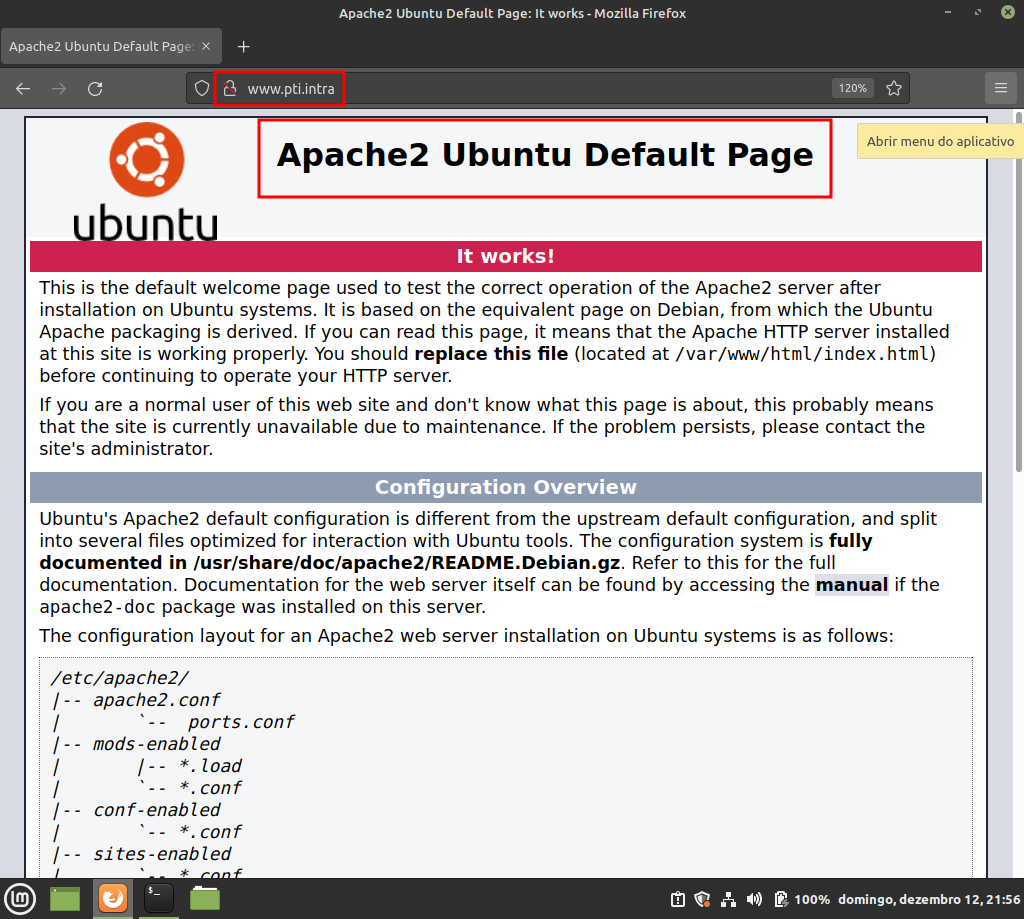 Apache2 Ubuntu Default Page: It works - Mozilla Firefox
Apache2 Ubuntu Default Page:
www.pti.intra
120%
Abrir menu do aplicativo
ubuntu
Apache2 Ubuntu Default Page
It works!
This is the default welcome page used to test the correct operation of the Apache2 server after
installation on Ubuntu systems. It is based on the equivalent page on Debian, from which the Ubuntu
Apache packaging is derived. If you can read this page, it means that the Apache HTTP server installed
at this site is working properly. You should replace this file (located at /var/www/html/index.html)
before continuing to operate your HTTP server.
If you are a normal user of this web site and don't know what this page is about, this probably means
that the site is currently unavailable due to maintenance. If the problem persists, please contact the
site's administrator.
Configuration Overview
Ubuntu's Apache2 default configuration is different from the upstream default configuration, and split
into several files optimized for interaction with Ubuntu tools. The configuration system is fully
documented in /usr/share/doc/apache2/README.Debian.gz. Refer to this for the full
documentation. Documentation for the web server itself can be found by accessing the manual if the
apache2-doc package was installed on this server.
The configuration layout for an Apache2 web server installation on Ubuntu systems is as follows:
/etc/apache2/
|-- apache2.conf
|       `--  ports.conf
|-- mods-enabled
|       |-- *.load
|       `-- *.conf
|-- conf-enabled
|       `-- *.conf
|-- sites-enabled
|       `-- *.conf
100% domingo, dezembro 12, 21:56